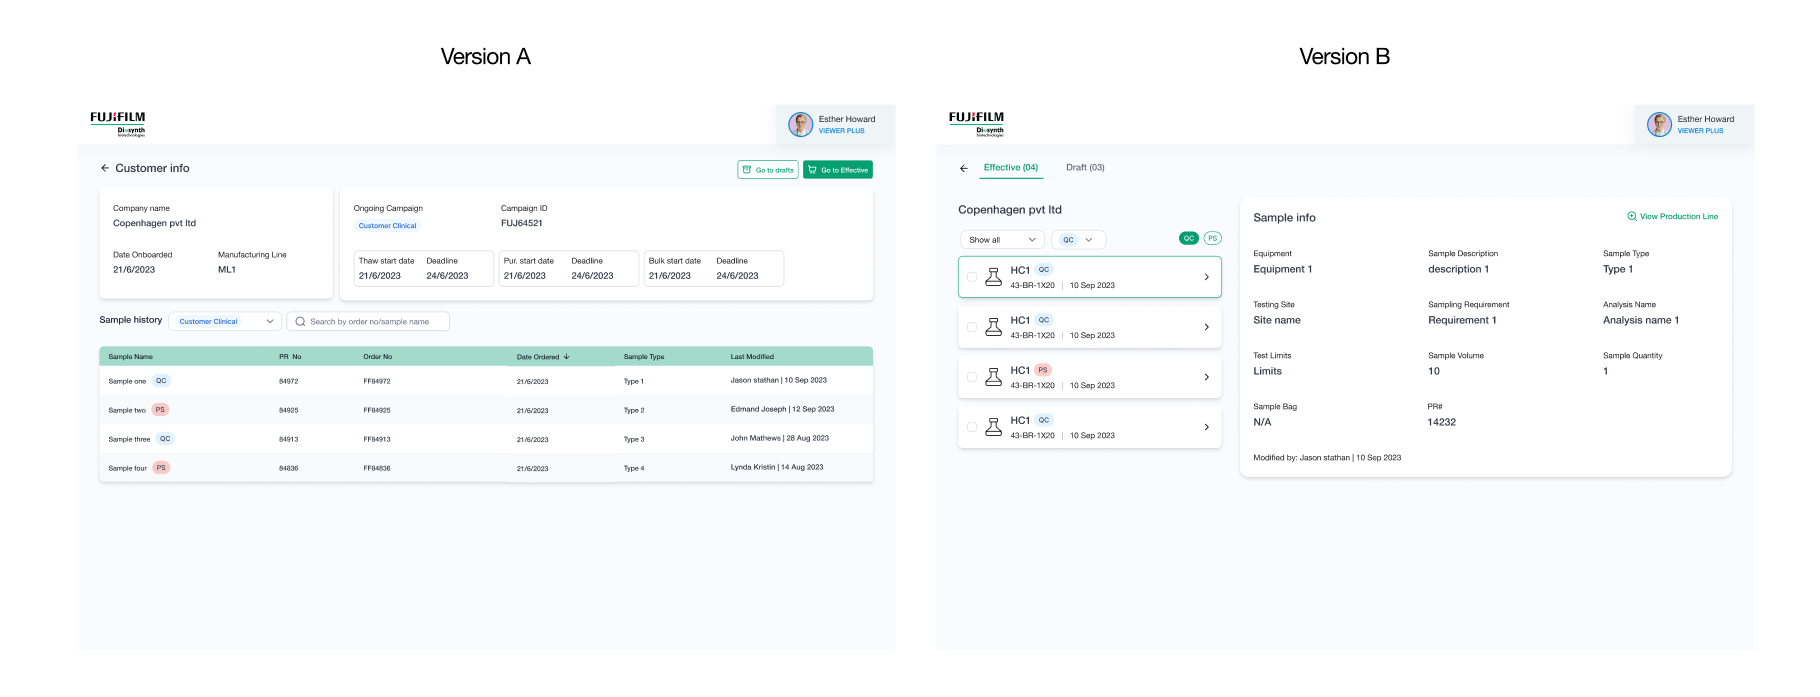 Version A
FUJIFILM
Diosynth
biotechnologies
Esther Howard
VIEWER PLUS
Customer info
Go to drafts
Go to Effective
Company name
Copenhagen pvt ltd
Date Onboarded
Manufacturing Line
21/6/2023
ML1
Ongoing Campaign
Campaign ID
Customer Clinical
FUJ64521
Thaw start date
Deadline
21/6/2023
24/6/2023
Pur. start date
Deadline
21/6/2023
24/6/2023
Bulk start date
Deadline
21/6/2023
24/6/2023
Sample history
Customer Clinical
Search by order no/sample name
Sample Name PR No Order No Date Ordered Sample Type Last Modified
Sample one QC 84972 FF84972 21/6/2023 Type 1 Jason stathan | 10 Sep 2023
Sample two PS 84925 FF84925 21/6/2023 Type 2 Edmand Joseph | 12 Sep 2023
Sample three QC 84913 FF84913 21/6/2023 Type 3 John Mathews | 28 Aug 2023
Sample four PS 84836 FF84836 21/6/2023 Type 4 Lynda Kristin | 14 Aug 2023
Version B
FUJIFILM
Diosynth
biotechnologies
Esther Howard
VIEWER PLUS
Effective (04)
Draft (03)
Copenhagen pvt ltd
Show all
QC
QC
PS
HC1 QC
43-BR-1X20 | 10 Sep 2023
HC1 QC
43-BR-1X20 | 10 Sep 2023
HC1 PS
43-BR-1X20 | 10 Sep 2023
HC1 QC
43-BR-1X20 | 10 Sep 2023
Sample info
View Production Line
Equipment Sample Description Sample Type
Equipment 1 description 1 Type 1
Testing Site Sampling Requirement Analysis Name
Site name Requirement 1 Analysis name 1
Test Limits Sample Volume Sample Quantity
Limits 10 1
Sample Bag PR#
N/A 14232
Modified by: Jason stathan | 10 Sep 2023